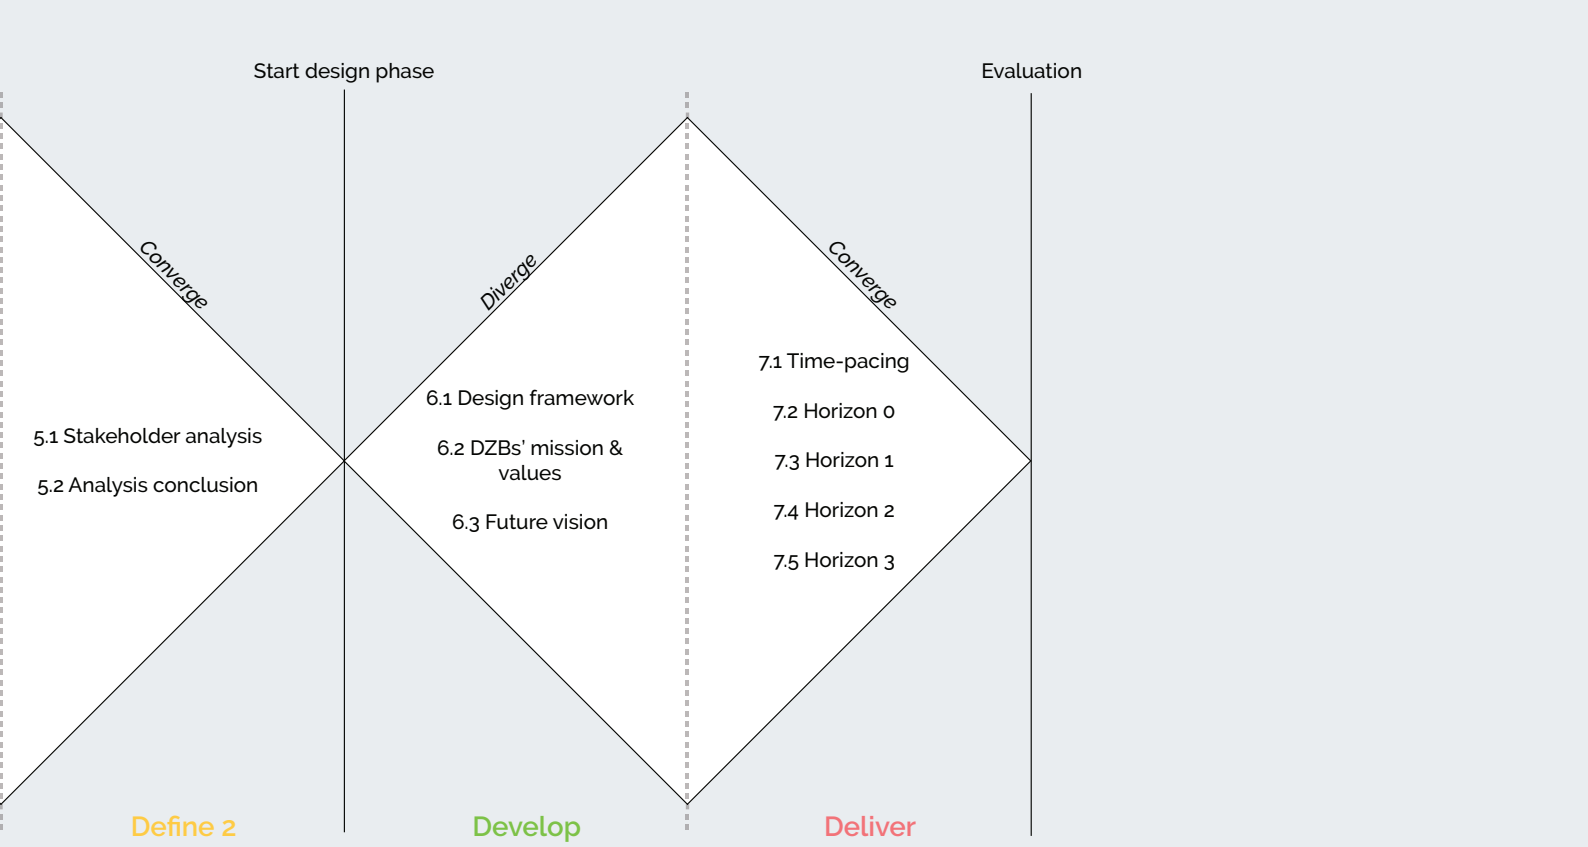 Start design phase
Evaluation
Converge
Diverge
Converge
5.1 Stakeholder analysis
5.2 Analysis conclusion
6.1 Design framework
6.2 DZBs’ mission &
values
6.3 Future vision
7.1 Time-pacing
7.2 Horizon 0
7.3 Horizon 1
7.4 Horizon 2
7.5 Horizon 3
Define 2
Develop
Deliver